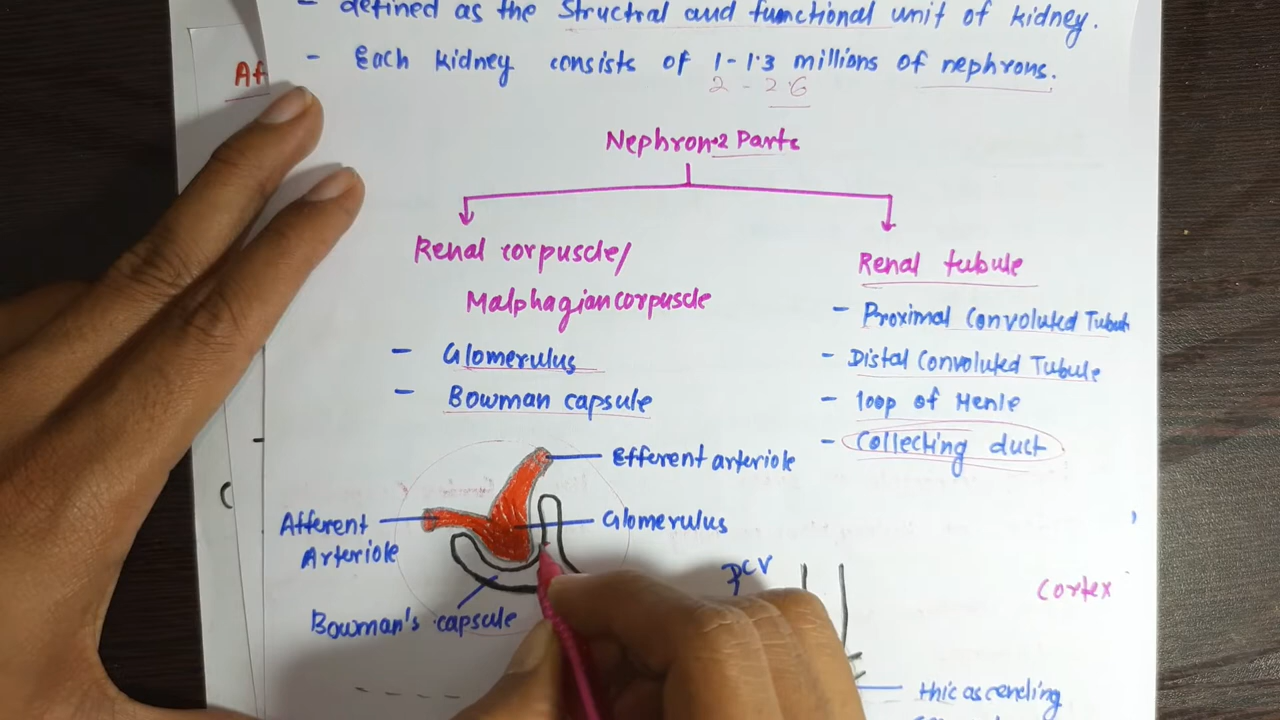 - defined as the structral and functional unit of kidney.
- Each kidney consists of 1-1.3 millions of nephrons.
2 - 2.6
Af
Nephron-2 Parts
Renal corpuscle/
Malphagian corpuscle
- Glomerulus
- Bowman capsule
Renal tubule
- Proximal Convoluted
- Distal Convoluted Tubule
- loop of Henle
- Collecting duct
Efferent arteriole
Afferent
Arteriole
Glomerulus
Bowman's capsule
PCV
Cortex
thic ascending